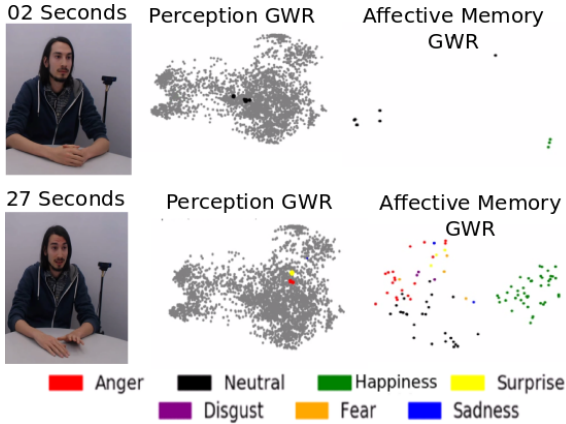 02 Seconds
Perception GWR
Affective Memory
GWR
27 Seconds
Perception GWR
Affective Memory
GWR
Anger
Neutral
Happiness
Surprise
Disgust
Fear
Sadness